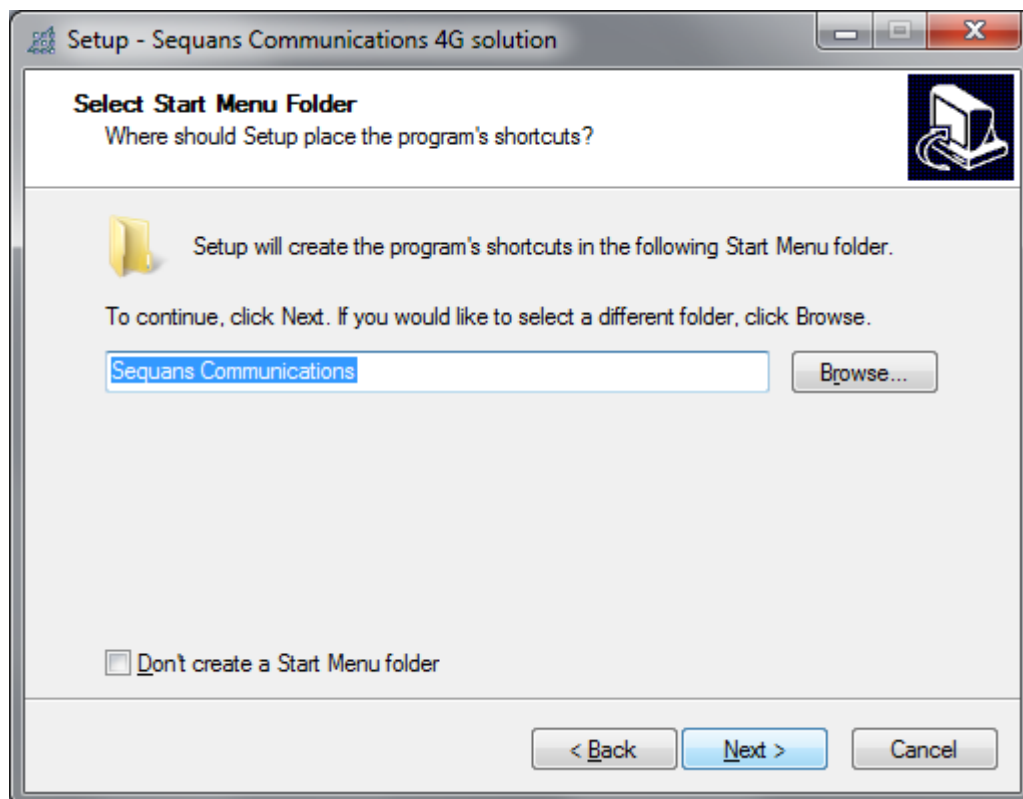 Setup - Sequans Communications 4G solution
Select Start Menu Folder
Where should Setup place the program's shortcuts?
Setup will create the program's shortcuts in the following Start Menu folder.
To continue, click Next. If you would like to select a different folder, click Browse.
Sequans Communications
Browse...
Don't create a Start Menu folder
< Back
Next >
Cancel